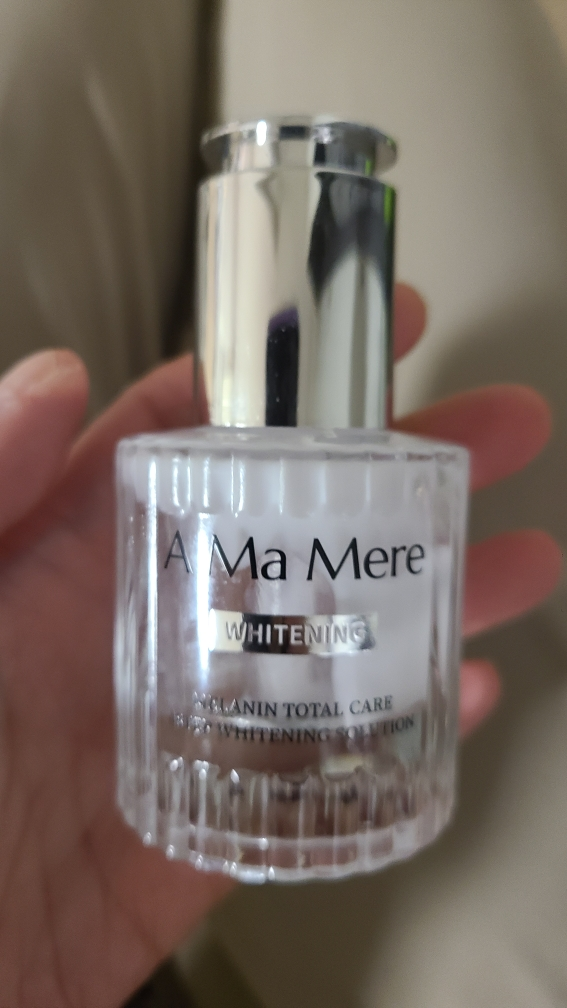 A Ma Mere
WHITENING
MELANIN TOTAL CARE
WHITENING SOLUTION